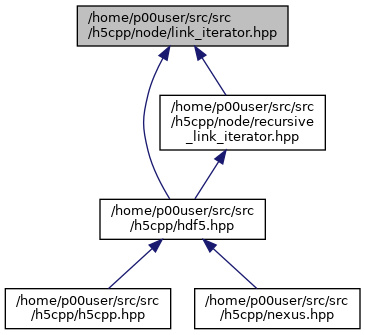 /home/p00user/src/src
/h5cpp/node/link_iterator.hpp
/home/p00user/src/src
/h5cpp/node/recursive
_link_iterator.hpp
/home/p00user/src/src
/h5cpp/hdf5.hpp
/home/p00user/src/src
/h5cpp/h5cpp.hpp
/home/p00user/src/src
/h5cpp/nexus.hpp